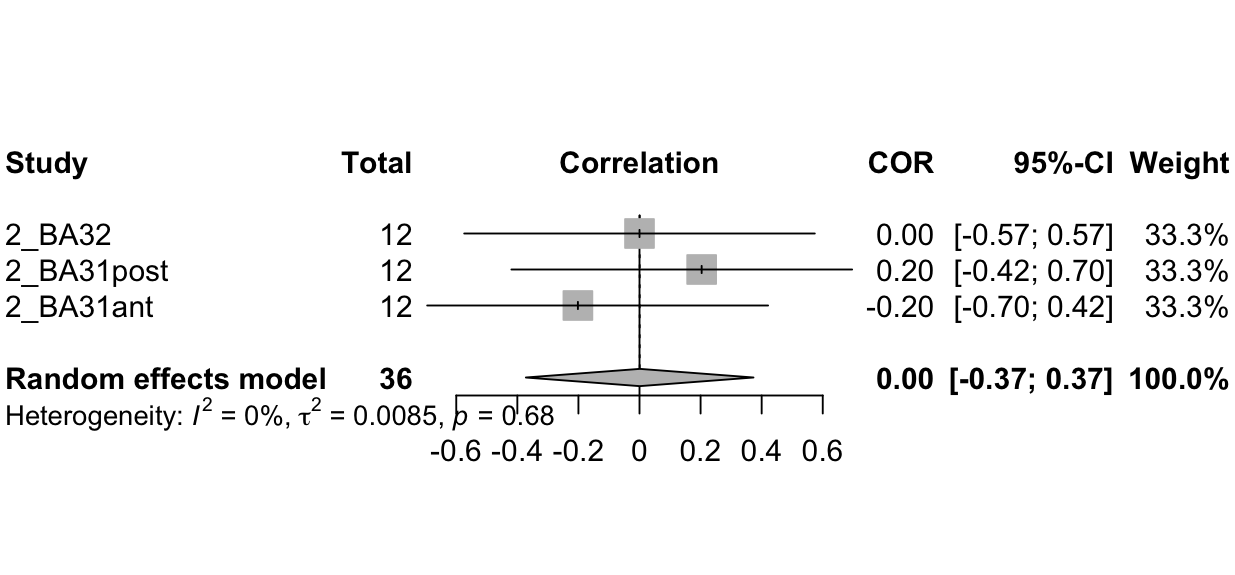 Study Total Correlation COR 95%-CI Weight
2_BA32 12 0.00 [-0.57; 0.57] 33.3%
2_BA31post 12 0.20 [-0.42; 0.70] 33.3%
2_BA31ant 12 -0.20 [-0.70; 0.42] 33.3%
Random effects model 36 0.00 [-0.37; 0.37] 100.0%
Heterogeneity: I² = 0%, τ² = 0.0085, p = 0.68
-0.6 -0.4 -0.2 0 0.2 0.4 0.6